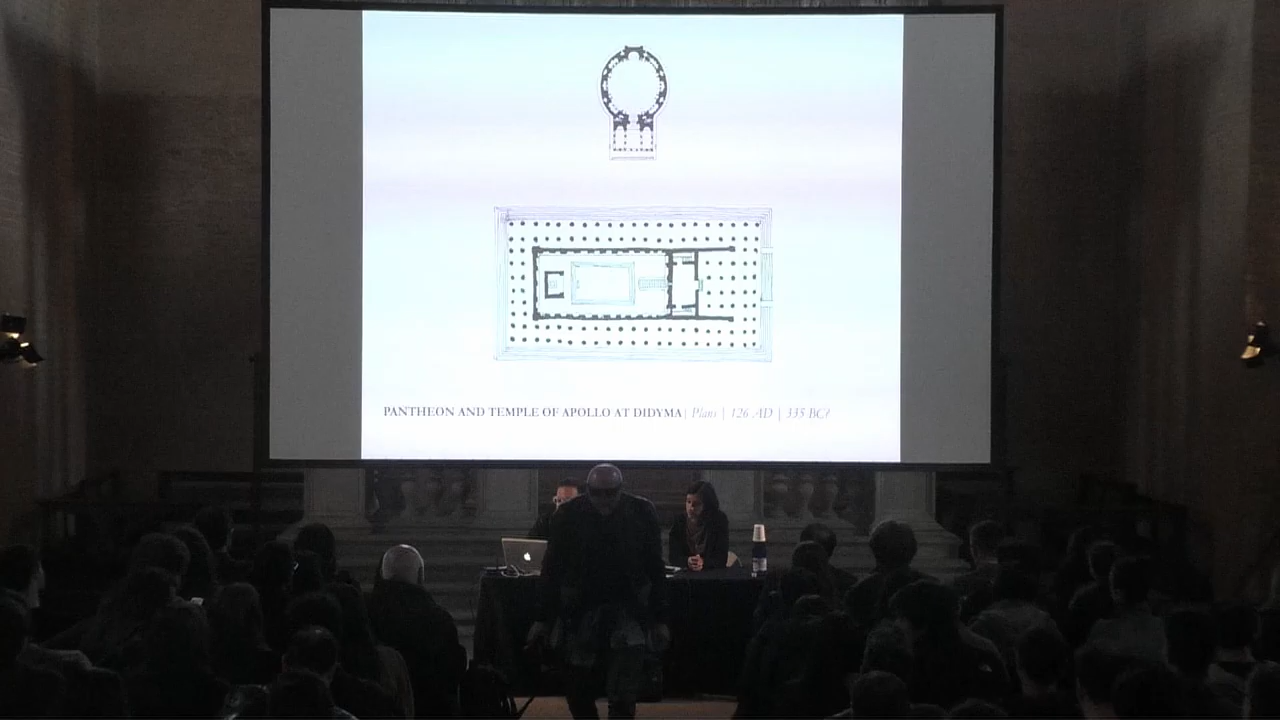 PANTHEON AND TEMPLE OF APOLLO AT DIDYMA | Plans | 126 AD | 335 BC?